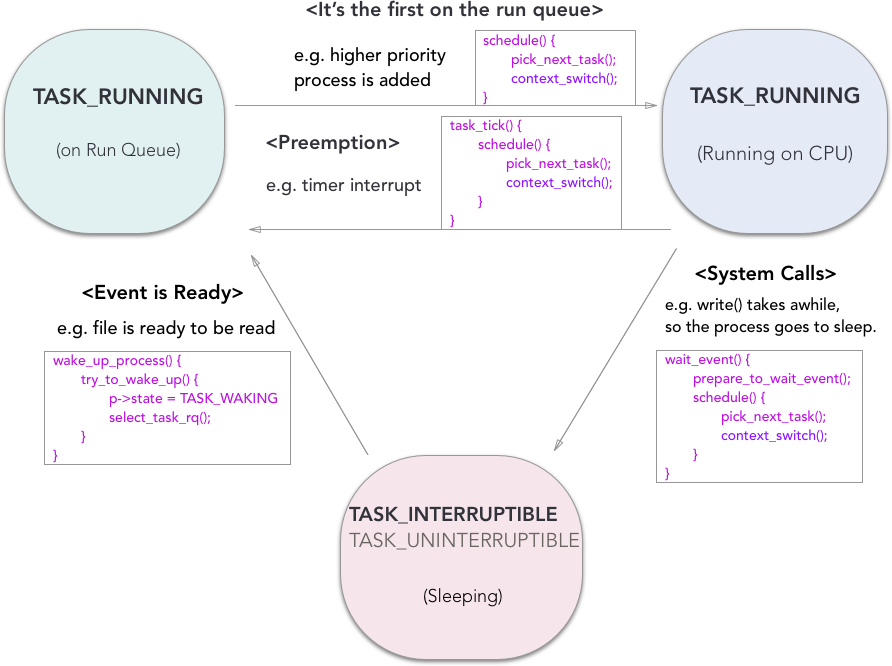 <It's the first on the run queue>
e.g. higher priority
process is added
schedule() {
pick_next_task();
context_switch();
}
TASK_RUNNING
(on Run Queue)
TASK_RUNNING
(Running on CPU)
<Preemption>
e.g. timer interrupt
task_tick() {
schedule() {
pick_next_task();
context_switch();
}
}
<Event is Ready>
e.g. file is ready to be read
wake_up_process() {
try_to_wake_up() {
p->state = TASK_WAKING
select_task_rq();
}
}
<System Calls>
e.g. write() takes awhile,
so the process goes to sleep.
wait_event() {
prepare_to_wait_event();
schedule() {
pick_next_task();
context_switch();
}
}
TASK_INTERRUPTIBLE
TASK_UNINTERRUPTIBLE
(Sleeping)